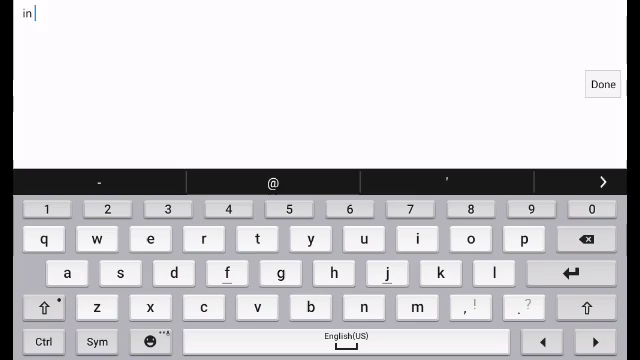 in
Done
- @ '
1 2 3 4 5 6 7 8 9 0
q w e r t y u i o p
a s d f g h j k l
z x c v b n m , ! . ?
Ctrl Sym English(US)